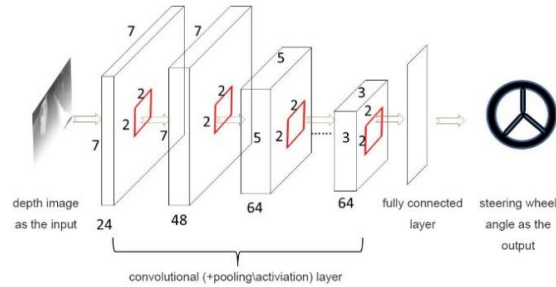 7
7
5
3
2
2
2
2
2
2
5
2
3
2
7
7
24
48
64
64
depth image
as the input
fully connected
layer
steering wheel
angle as the
output
convolutional (+pooling\activiation) layer